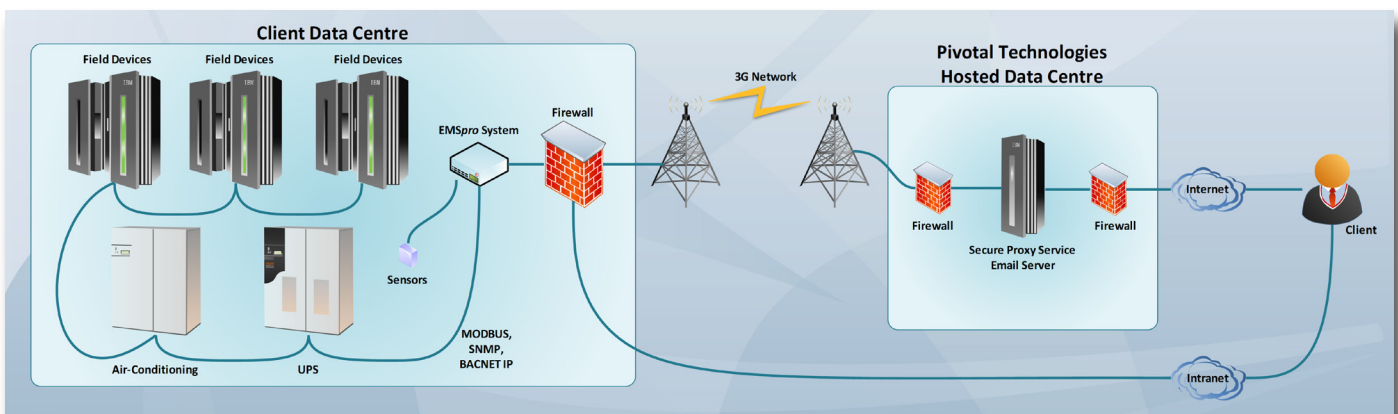 Client Data Centre
Field Devices
Field Devices
Field Devices
EMSpro System
Firewall
Sensors
MODBUS,
SNMP,
BACNET IP
Air-Conditioning
UPS
3G Network
Pivotal Technologies
Hosted Data Centre
Firewall
Secure Proxy Service
Email Server
Firewall
Internet
Client
Intranet